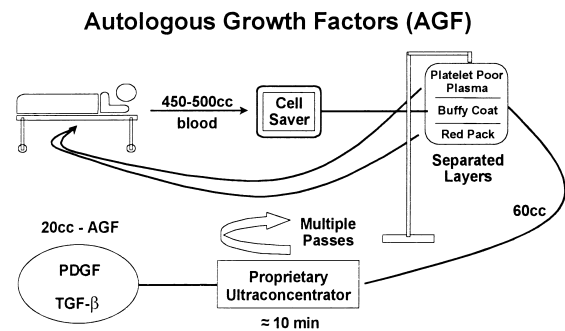 Autologous Growth Factors (AGF)
450-500cc
blood
Cell
Saver
Platelet Poor
Plasma
Buffy Coat
Red Pack
Separated
Layers
60cc
20cc - AGF
PDGF
TGF-β
Multiple
Passes
Proprietary
Ultraconcentrator
≈ 10 min